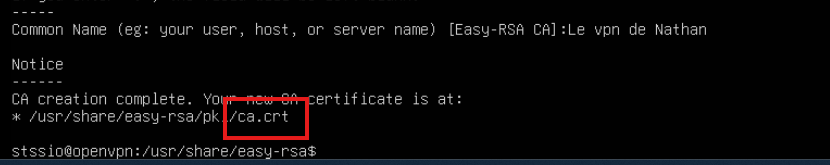 -----
Common Name (eg: your user, host, or server name) [Easy-RSA CA]:Le vpn de Nathan
Notice
------
CA creation complete. Your new CA certificate is at:
* /usr/share/easy-rsa/pki/ca.crt
stssio@openvpn:/usr/share/easy-rsa$